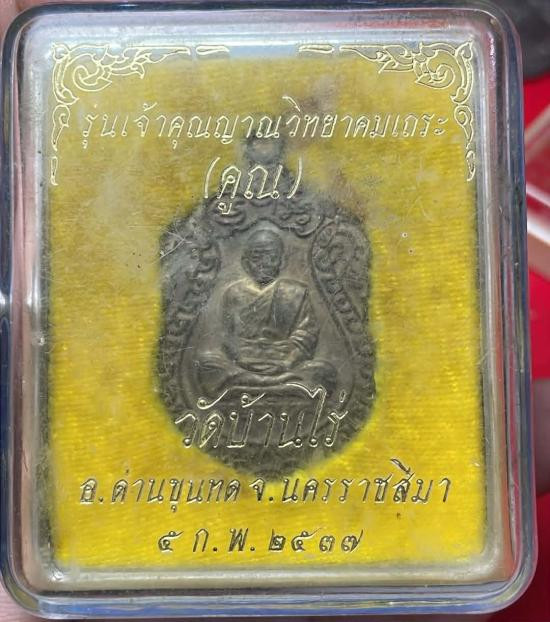 รุ่นเจ้าคุณญาณวิทยาคมเถระ
(คูณ)
วัดบ้านไร่
อ.ด่านขุนทด จ.นครราชสีมา
๕ ก.พ. ๒๕๓๗